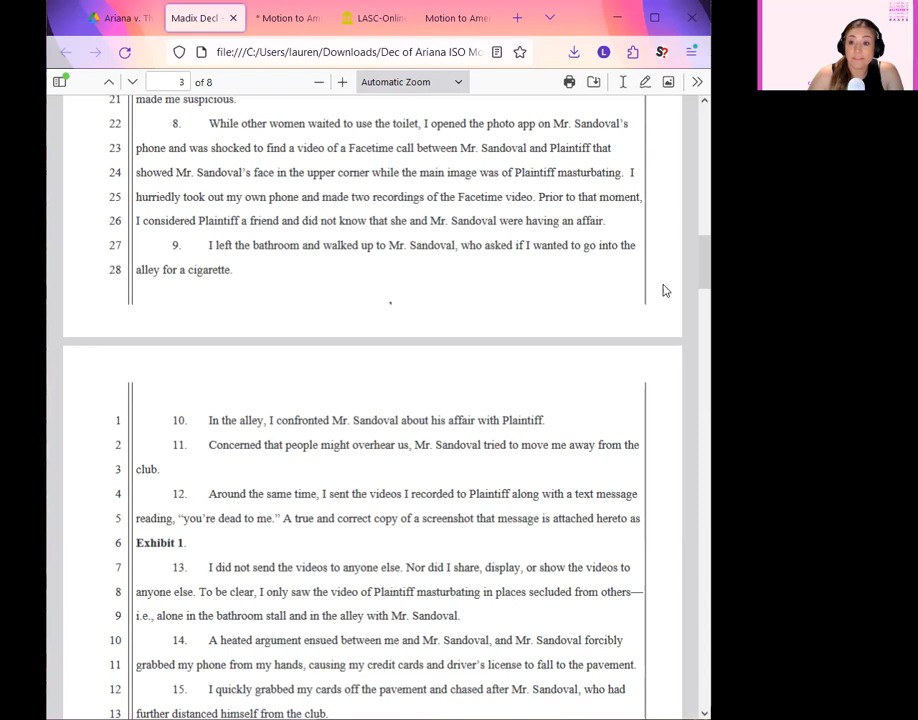 Ariana v. Th
Madix Decl -
* Motion to Am
LASC-Onlin
Motion to Ame
file:///C:/Users/lauren/Downloads/Dec of Ariana ISO Mo
L
S?
3 of 8
Automatic Zoom
21 made me suspicious.
22 8. While other women waited to use the toilet, I opened the photo app on Mr. Sandoval's
23 phone and was shocked to find a video of a Facetime call between Mr. Sandoval and Plaintiff that
24 showed Mr. Sandoval's face in the upper corner while the main image was of Plaintiff masturbating. I
25 hurriedly took out my own phone and made two recordings of the Facetime video. Prior to that moment,
26 I considered Plaintiff a friend and did not know that she and Mr. Sandoval were having an affair.
27 9. I left the bathroom and walked up to Mr. Sandoval, who asked if I wanted to go into the
28 alley for a cigarette.
1 10. In the alley, I confronted Mr. Sandoval about his affair with Plaintiff.
2 11. Concerned that people might overhear us, Mr. Sandoval tried to move me away from the
3 club.
4 12. Around the same time, I sent the videos I recorded to Plaintiff along with a text message
5 reading, “you're dead to me.” A true and correct copy of a screenshot that message is attached hereto as
6 Exhibit 1.
7 13. I did not send the videos to anyone else. Nor did I share, display, or show the videos to
8 anyone else. To be clear, I only saw the video of Plaintiff masturbating in places secluded from others—
9 i.e., alone in the bathroom stall and in the alley with Mr. Sandoval.
10 14. A heated argument ensued between me and Mr. Sandoval, and Mr. Sandoval forcibly
11 grabbed my phone from my hands, causing my credit cards and driver's license to fall to the pavement.
12 15. I quickly grabbed my cards off the pavement and chased after Mr. Sandoval, who had
13 further distanced himself from the club.